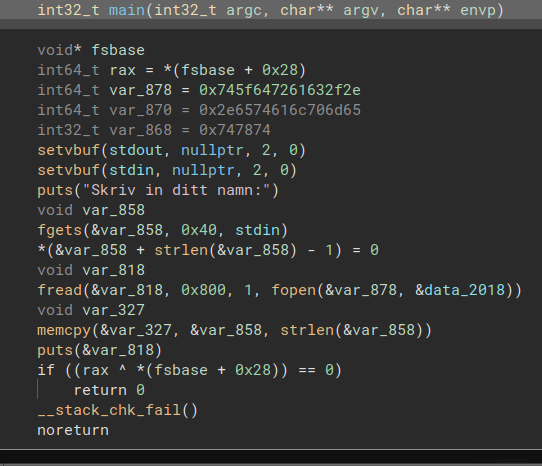 int32_t main(int32_t argc, char** argv, char** envp)
void* fsbase
int64_t rax = *(fsbase + 0x28)
int64_t var_878 = 0x745f647261632f2e
int64_t var_870 = 0x2e6574616c706d65
int32_t var_868 = 0x747874
setvbuf(stdout, nullptr, 2, 0)
setvbuf(stdin, nullptr, 2, 0)
puts("Skriv in ditt namn:")
void var_858
fgets(&var_858, 0x40, stdin)
*(&var_858 + strlen(&var_858) - 1) = 0
void var_818
fread(&var_818, 0x800, 1, fopen(&var_878, &data_2018))
void var_327
memcpy(&var_327, &var_858, strlen(&var_858))
puts(&var_818)
if ((rax ^ *(fsbase + 0x28)) == 0)
return 0
__stack_chk_fail()
noreturn